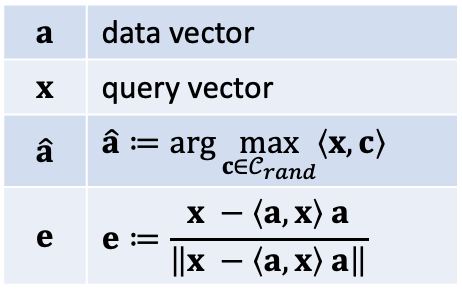 a data vector
x query vector
â â ≔ arg max ⟨x, c⟩
c∈𝒞rand
e e ≔ x − ⟨a, x⟩ a / ‖x − ⟨a, x⟩ a‖